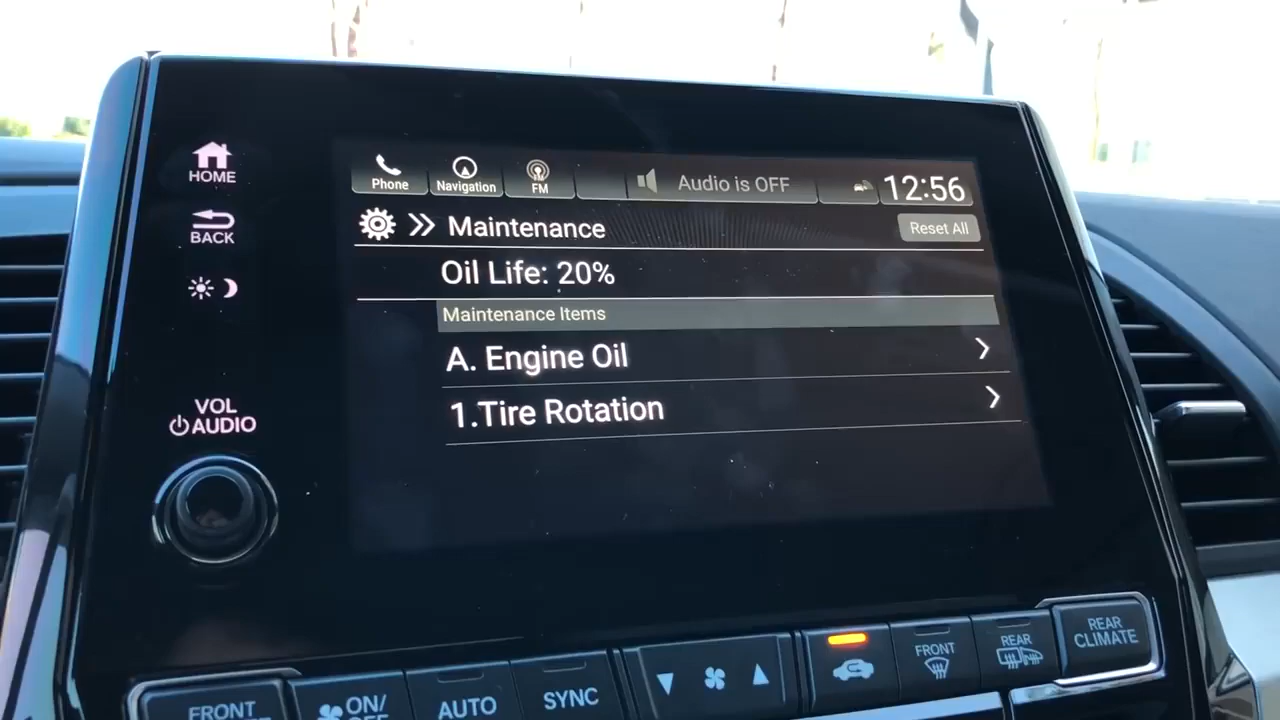 HOME
BACK
VOL
AUDIO
Phone
Navigation
FM
Audio is OFF
12:56
Maintenance
Reset All
Oil Life: 20%
Maintenance Items
A. Engine Oil
1.Tire Rotation
FRONT
ON/
AUTO
SYNC
FRONT
REAR
REAR
CLIMATE